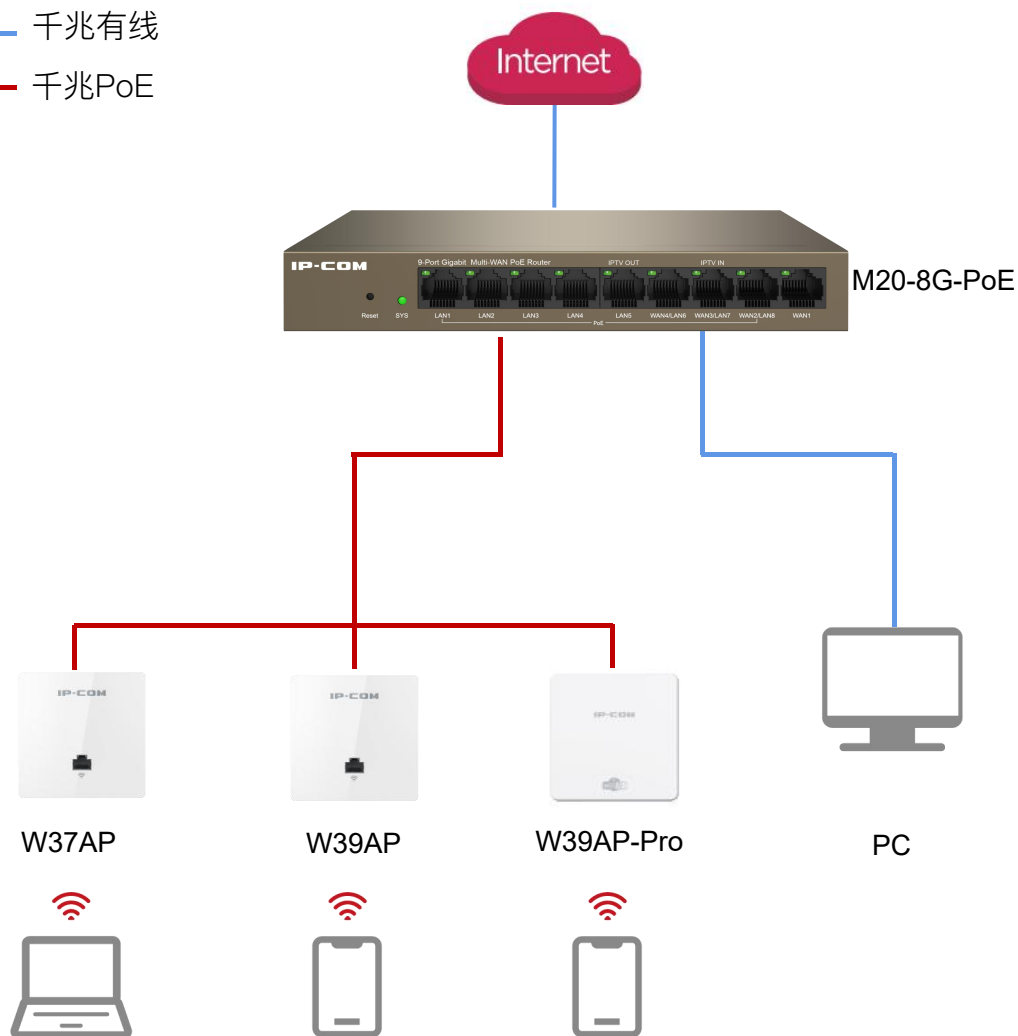 千兆有线
千兆PoE
Internet
IP-COM
9-Port Gigabit Multi-WAN PoE Router
IPTV OUT
IPTV IN
M20-8G-PoE
Reset
SYS
LAN1
LAN2
LAN3
LAN4
LAN5
WAN4/LAN6
WAN3/LAN7
WAN2/LAN8
WAN1
PoE
IP-COM
IP-COM
IP-COM
W37AP
W39AP
W39AP-Pro
PC